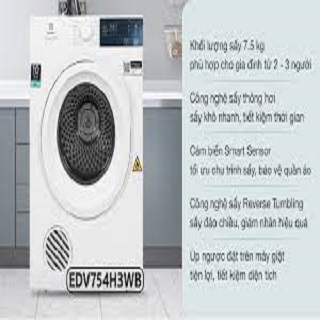 Khối lượng sấy 7.5 kg
phù hợp cho gia đình từ 2 - 3 người
Công nghệ sấy thông hơi
sấy khô nhanh, tiết kiệm thời gian
Cảm biến Smart Sensor
tối ưu chu trình sấy, bảo vệ quần áo
Công nghệ sấy Reverse Tumbling
sấy đảo chiều, giảm nhăn hiệu quả
Úp ngược đặt trên máy giặt
tiện lợi, tiết kiệm diện tích
EDV754H3WB